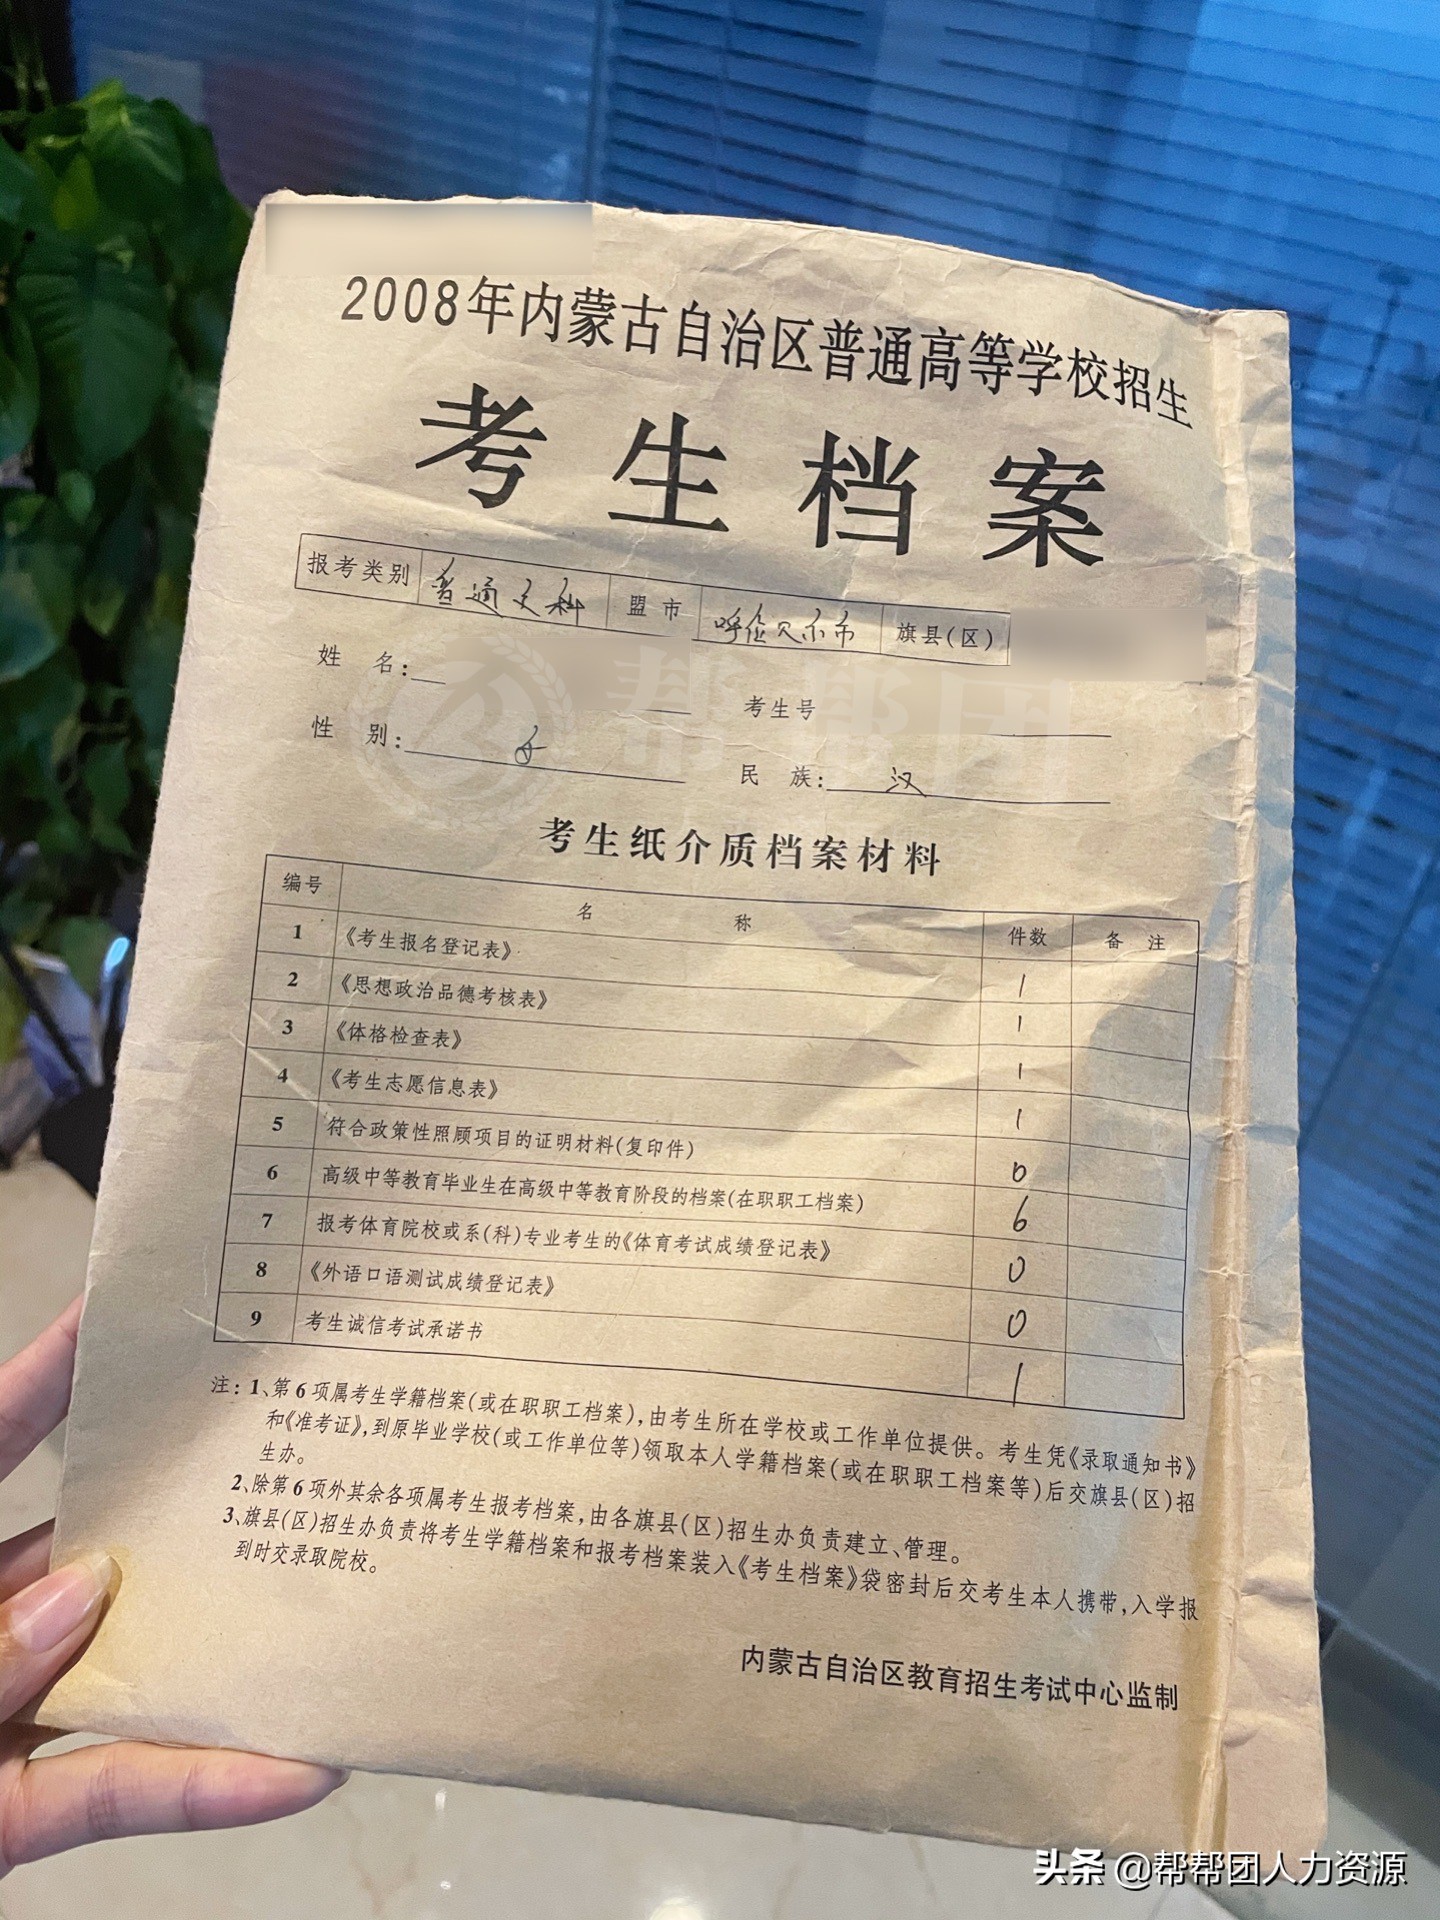 2008年内蒙古自治区普通高等学校招生
考生档案
报考类别 普通文科 盟市 呼伦贝尔市 旗县(区)
姓 名: 考生号
性 别: 女 民 族: 汉
帮帮团
考生纸介质档案材料
编号 名 称 件数 备 注
1 《考生报名登记表》 1
2 《思想政治品德考核表》 1
3 《体格检查表》 1
4 《考生志愿信息表》 1
5 符合政策性照顾项目的证明材料(复印件) 0
6 高级中等教育毕业生在高级中等教育阶段的档案(在职职工档案) 6
7 报考体育院校或系(科)专业考生的《体育考试成绩登记表》 0
8 《外语口语测试成绩登记表》 0
9 考生诚信考试承诺书 1
注: 1、第6项属考生学籍档案(或在职职工档案),由考生所在学校或工作单位提供。考生凭《录取通知书》
和《准考证》,到原毕业学校(或工作单位等)领取本人学籍档案(或在职职工档案等)后交旗县(区)招
生办。
2、除第6项外其余各项属考生报考档案,由各旗县(区)招生办负责建立、管理。
3、旗县(区)招生办负责将考生学籍档案和报考档案装入《考生档案》袋密封后交考生本人携带,入学报
到时交录取院校。
内蒙古自治区教育招生考试中心监制
头条 @帮帮团人力资源